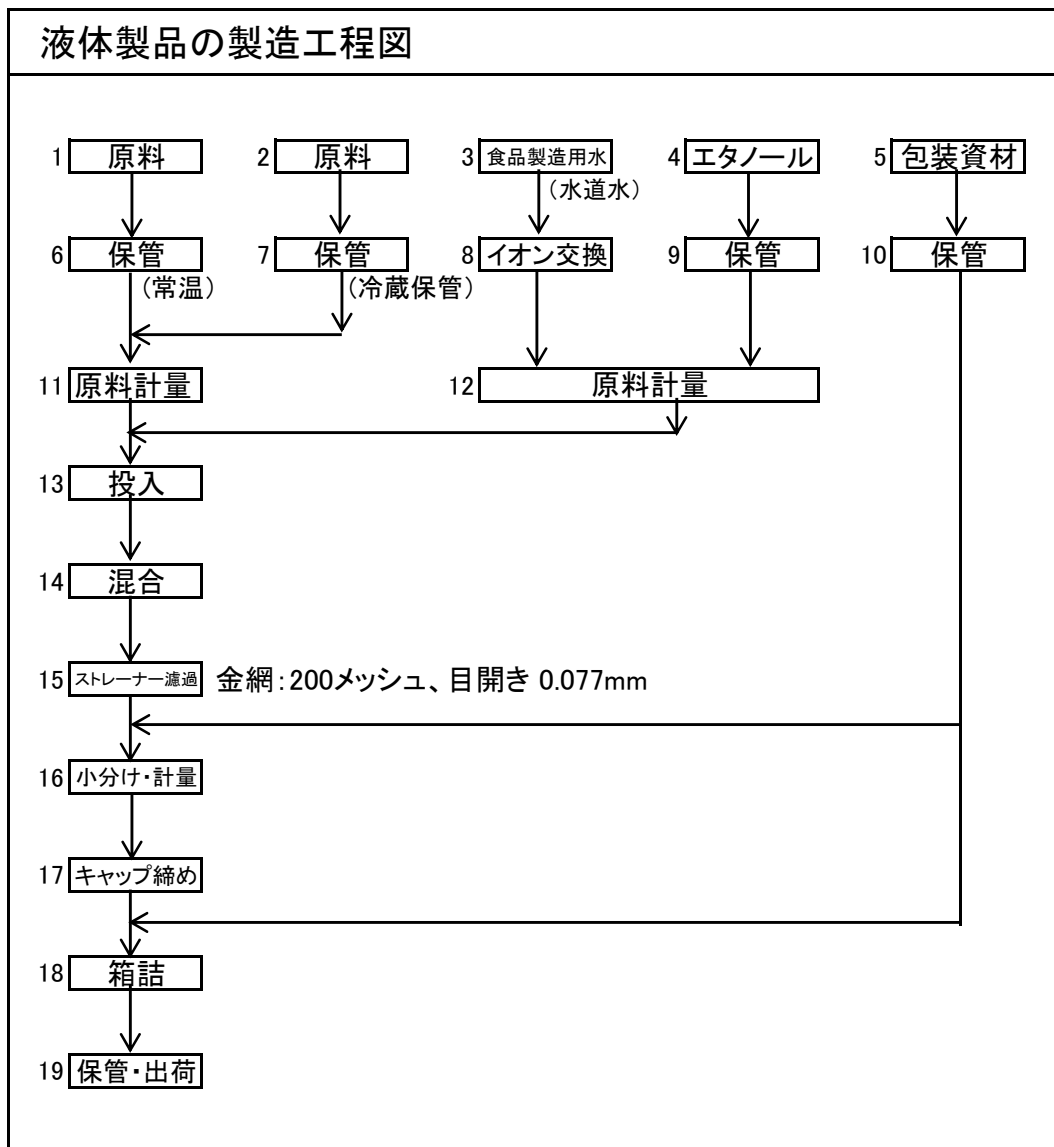 液体製品の製造工程図
1 原料 2 原料 3 食品製造用水 4 エタノール 5 包装資材
(水道水)
6 保管 7 保管 8 イオン交換 9 保管 10 保管
(常温) (冷蔵保管)
11 原料計量 12 原料計量
13 投入
14 混合
15 ストレーナー濾過 金網:200メッシュ、目開き 0.077mm
16 小分け・計量
17 キャップ締め
18 箱詰
19 保管・出荷